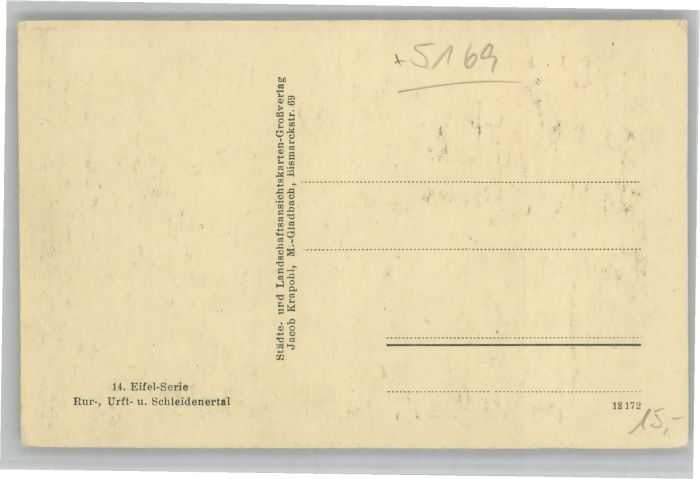 *5169
Städte- und Landschaftsansichtskarten-Großverlag
Jacob Krapohl, M.-Gladbach, Bismarckstr. 69
14. Eifel-Serie
Rur-, Urft- u. Schleidenertal
12172
15,-